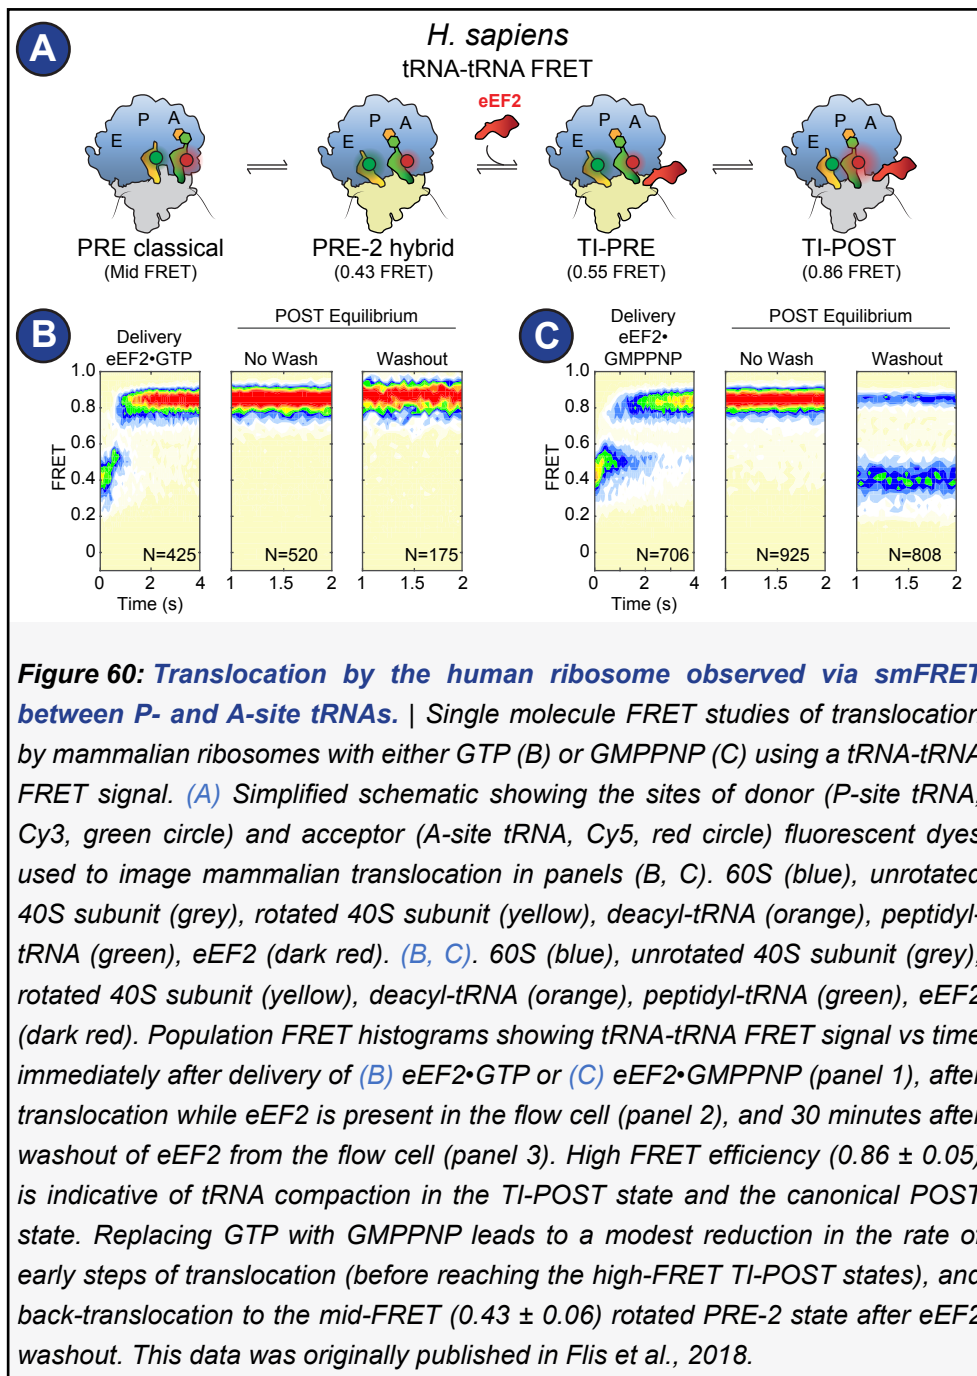 A
H. sapiens
tRNA-tRNA FRET
eEF2
E P A
E P A
E P A
E P A
PRE classical
(Mid FRET)
PRE-2 hybrid
(0.43 FRET)
TI-PRE
(0.55 FRET)
TI-POST
(0.86 FRET)
B
Delivery
eEF2•GTP
POST Equilibrium
No Wash
Washout
FRET
1.0
0.8
0.6
0.4
0.2
0
N=425
N=520
N=175
0 2 4
1 1.5 2
1 1.5 2
Time (s)
C
Delivery
eEF2•
GMPPNP
POST Equilibrium
No Wash
Washout
FRET
1.0
0.8
0.6
0.4
0.2
0
N=706
N=925
N=808
0 2 4
1 1.5 2
1 1.5 2
Time (s)
Figure 60: Translocation by the human ribosome observed via smFRET
between P- and A-site tRNAs. | Single molecule FRET studies of translocation
by mammalian ribosomes with either GTP (B) or GMPPNP (C) using a tRNA-tRNA
FRET signal. (A) Simplified schematic showing the sites of donor (P-site tRNA,
Cy3, green circle) and acceptor (A-site tRNA, Cy5, red circle) fluorescent dyes
used to image mammalian translocation in panels (B, C). 60S (blue), unrotated
40S subunit (grey), rotated 40S subunit (yellow), deacyl-tRNA (orange), peptidyl-
tRNA (green), eEF2 (dark red). (B, C). 60S (blue), unrotated 40S subunit (grey),
rotated 40S subunit (yellow), deacyl-tRNA (orange), peptidyl-tRNA (green), eEF2
(dark red). Population FRET histograms showing tRNA-tRNA FRET signal vs time
immediately after delivery of (B) eEF2•GTP or (C) eEF2•GMPPNP (panel 1), after
translocation while eEF2 is present in the flow cell (panel 2), and 30 minutes after
washout of eEF2 from the flow cell (panel 3). High FRET efficiency (0.86 ± 0.05)
is indicative of tRNA compaction in the TI-POST state and the canonical POST
state. Replacing GTP with GMPPNP leads to a modest reduction in the rate of
early steps of translocation (before reaching the high-FRET TI-POST states), and
back-translocation to the mid-FRET (0.43 ± 0.06) rotated PRE-2 state after eEF2
washout. This data was originally published in Flis et al., 2018.